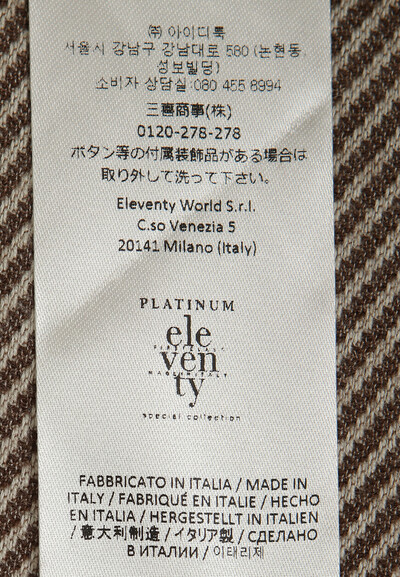 ㈜ 아이디룩
서울시 강남구 강남대로 580 (논현동,
성보빌딩)
소비자 상담실:080 455 8994
三喜商事(株)
0120-278-278
ボタン等の付属装飾品がある場合は
取り外して洗って下さい。
Eleventy World S.r.l.
C.so Venezia 5
20141 Milano (Italy)
PLATINUM
ele
ven
MADE IN ITALY
ty
special collection
FABBRICATO IN ITALIA / MADE IN
ITALY / FABRIQUÉ EN ITALIE / HECHO
EN ITALIA / HERGESTELLT IN ITALIEN
/ 意大利制造 / イタリア製 / СДЕЛАНО
В ИТАЛИИ / 이태리제